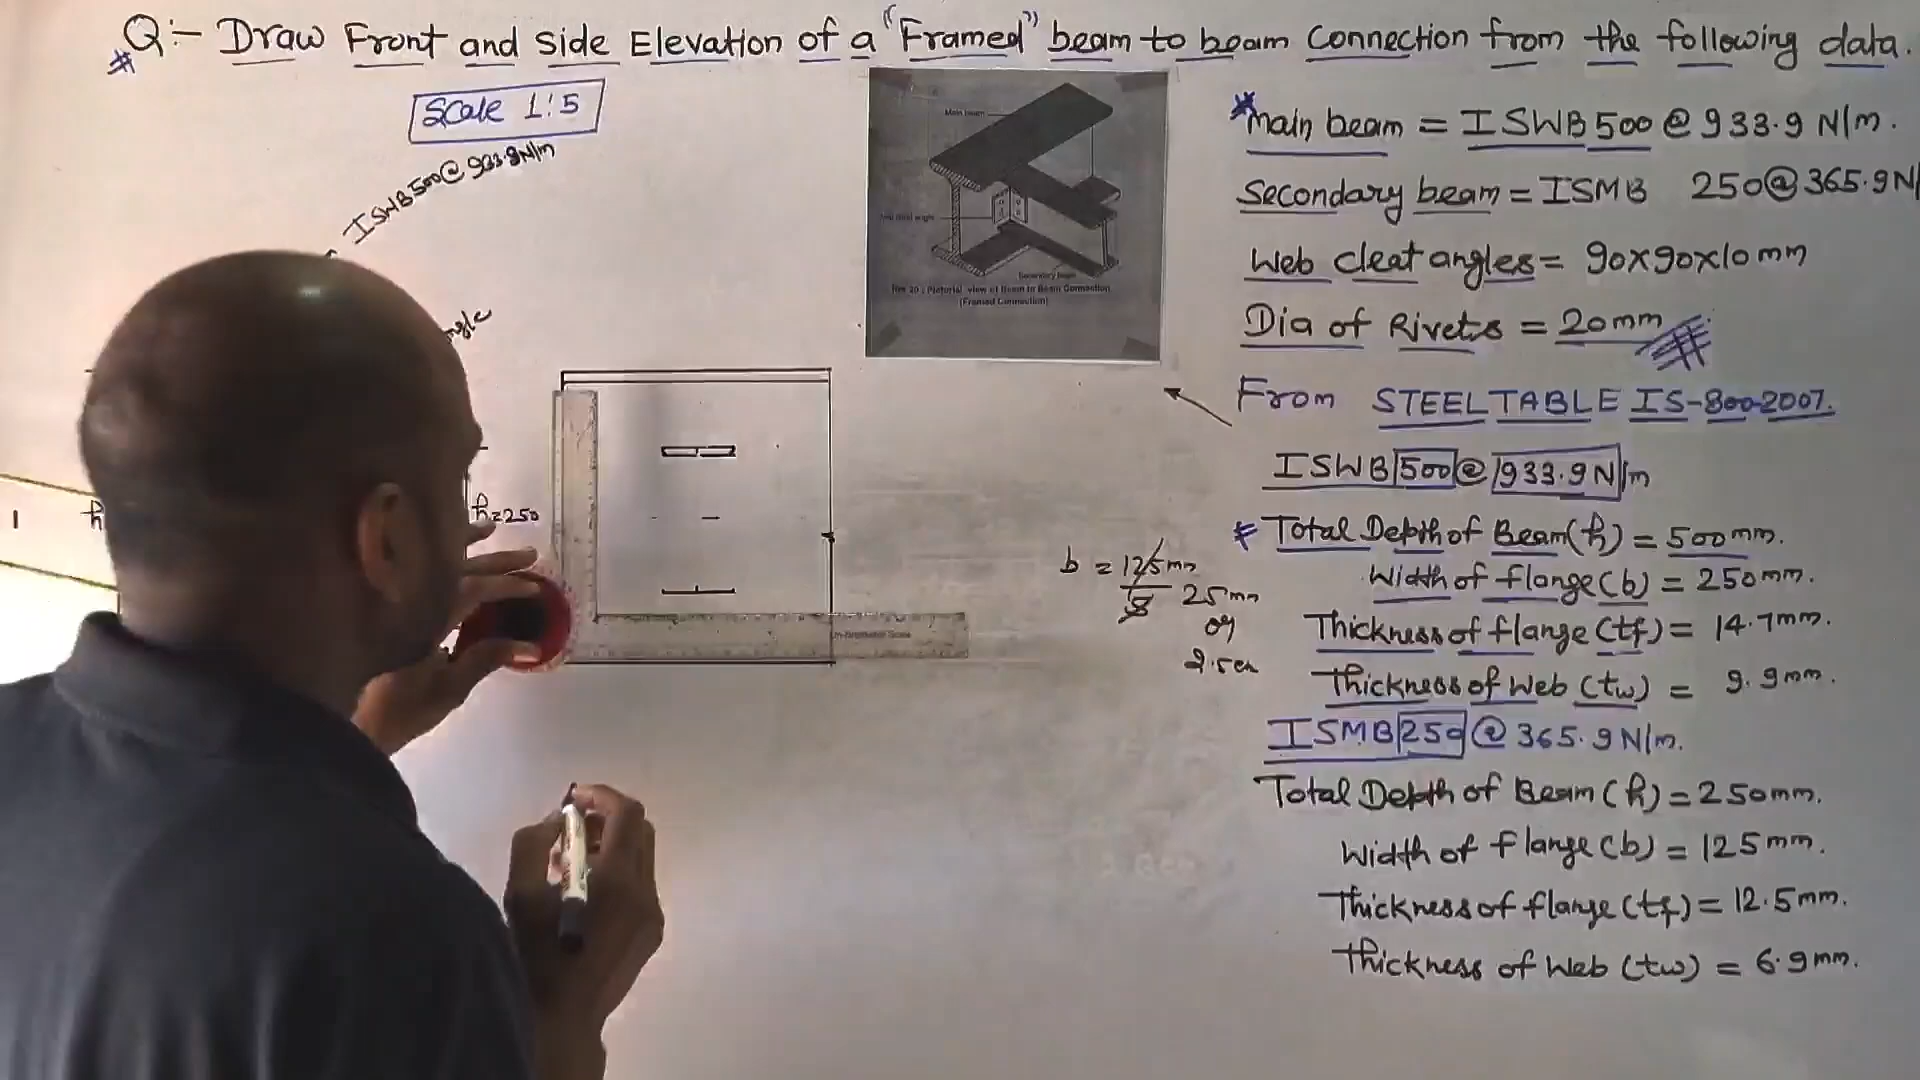 Q:- Draw Front and Side Elevation of a "Framed" beam to beam connection from the following data.
Scale 1:5
ISWB 500 @ 933.9 N/m
ngle
h=250
h
1
Main beam
Secondary beam
Pictorial view of Beam to Beam Connection
(Framed Connection)
b = 125mm
5
25mm
or
2.5cm
Main beam = ISWB 500 @ 933.9 N/m.
Secondary beam = ISMB 250@ 365.9 N/
Web cleat angles = 90x90x10mm
Dia of Rivets = 20mm
From STEEL TABLE IS-800-2007.
ISWB 500 @ 933.9 N/m
Total Depth of Beam (h) = 500mm.
Width of flange (b) = 250mm.
Thickness of flange (tf) = 14.7mm.
Thickness of Web (tw) = 9.9mm.
ISMB 250 @ 365.9 N/m.
Total Depth of Beam (h) = 250mm.
Width of flange (b) = 125mm.
Thickness of flange (tf) = 12.5mm.
Thickness of Web (tw) = 6.9mm.